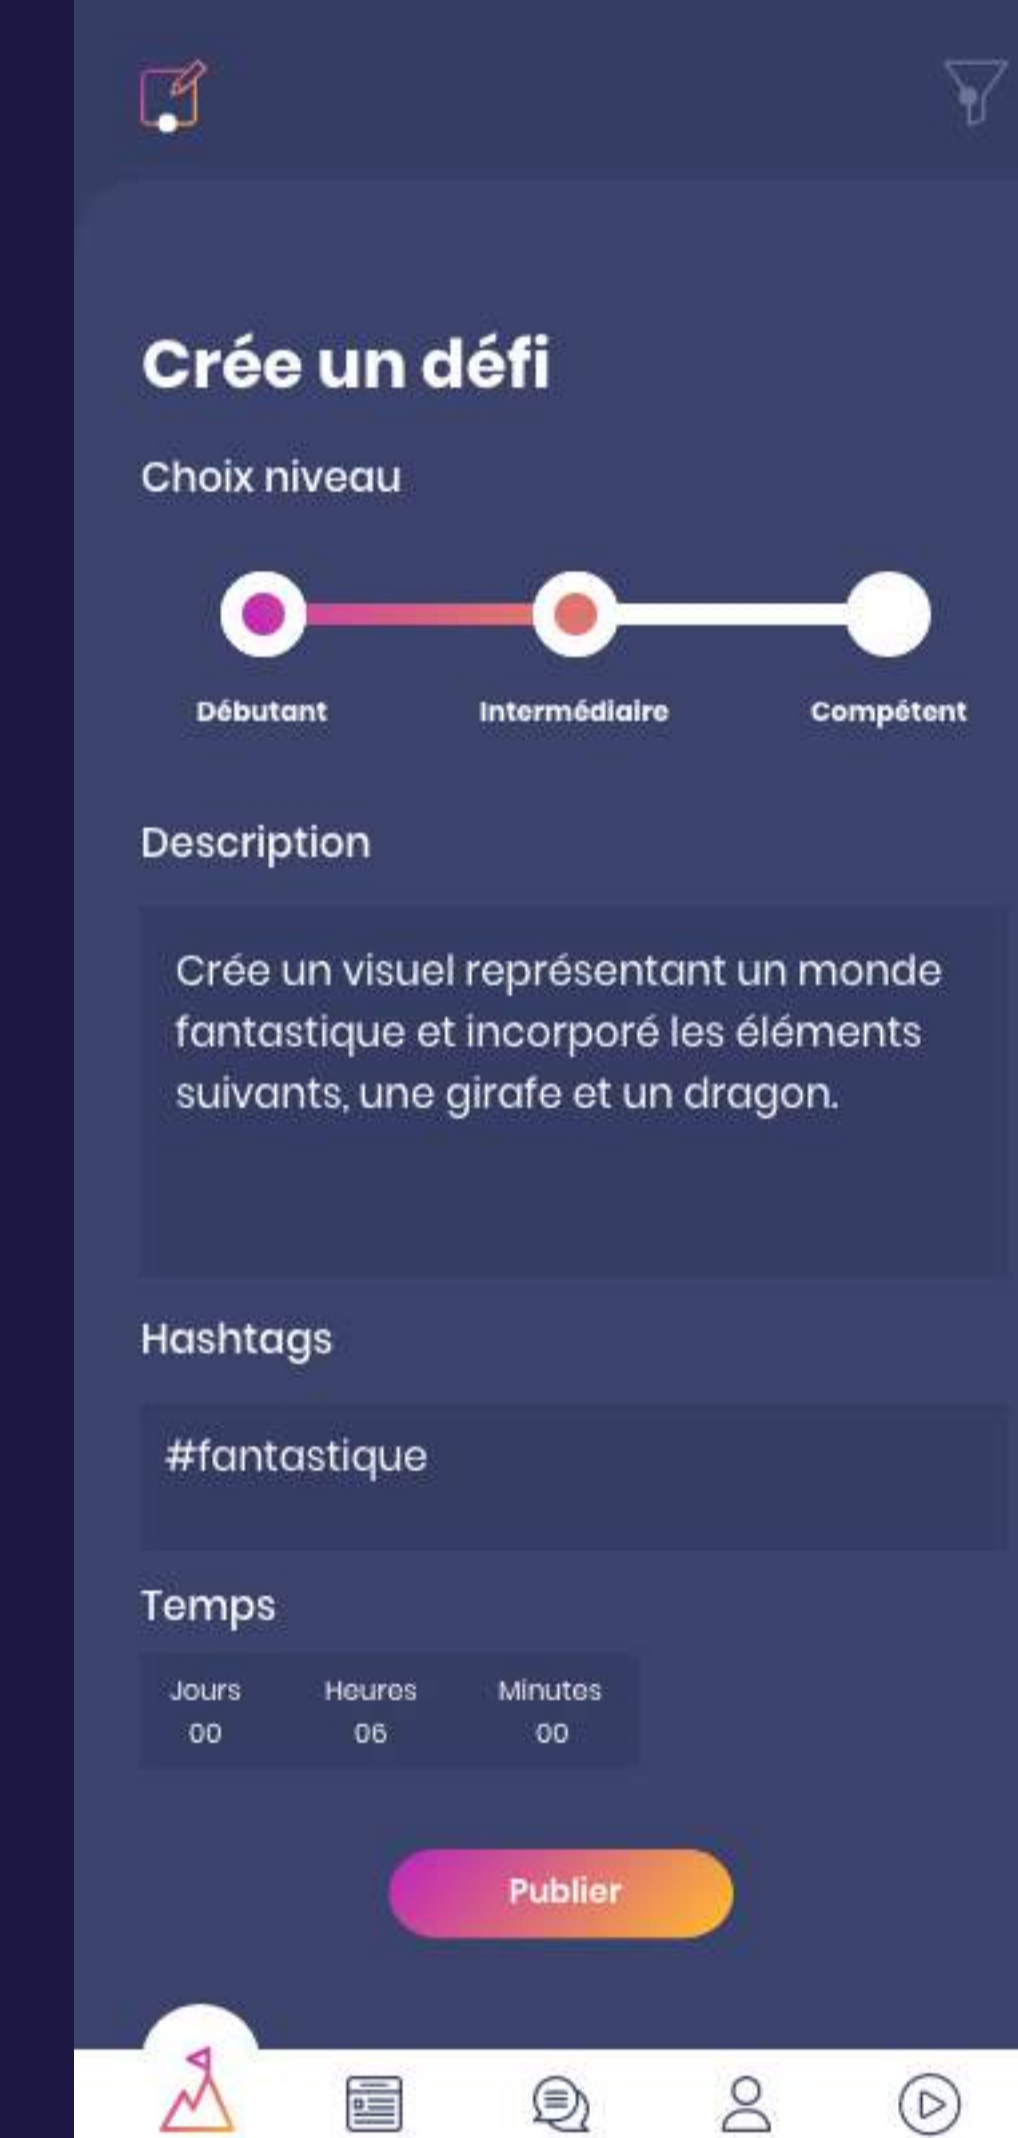 Crée un défi
Choix niveau
Débutant Intermédiaire Compétent
Description
Crée un visuel représentant un monde
fantastique et incorporé les éléments
suivants, une girafe et un dragon.
Hashtags
#fantastique
Temps
Jours Heures Minutes
00 06 00
Publier